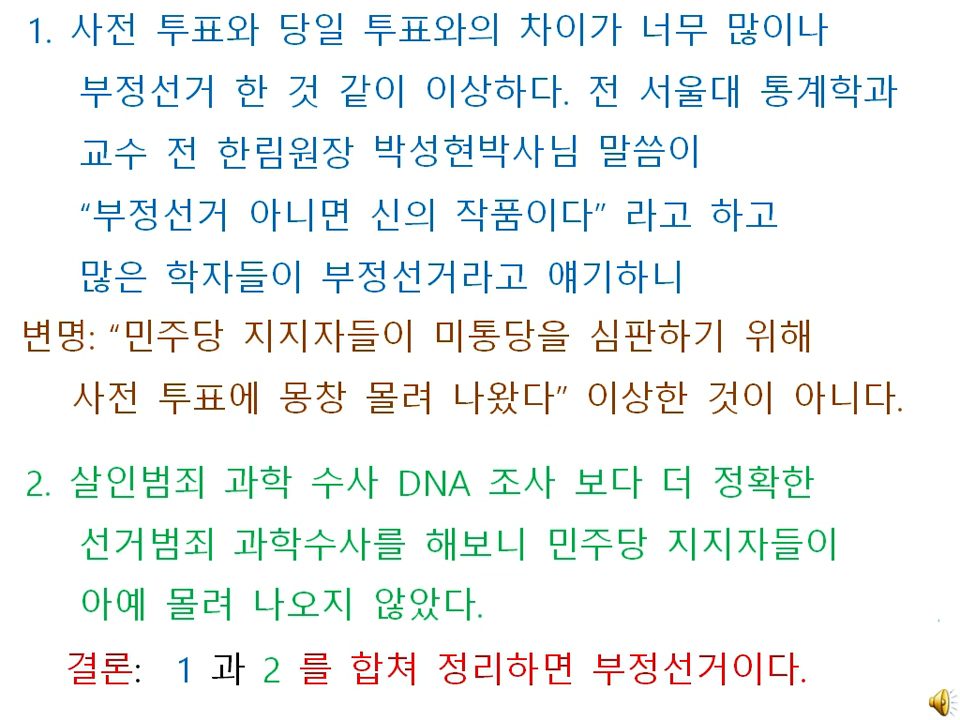 1. 사전 투표와 당일 투표와의 차이가 너무 많이나
부정선거 한 것 같이 이상하다. 전 서울대 통계학과
교수 전 한림원장 박성현박사님 말씀이
“부정선거 아니면 신의 작품이다” 라고 하고
많은 학자들이 부정선거라고 얘기하니
변명: “민주당 지지자들이 미통당을 심판하기 위해
사전 투표에 몽창 몰려 나왔다” 이상한 것이 아니다.
2. 살인범죄 과학 수사 DNA 조사 보다 더 정확한
선거범죄 과학수사를 해보니 민주당 지지자들이
아예 몰려 나오지 않았다.
결론: 1 과 2 를 합쳐 정리하면 부정선거이다.